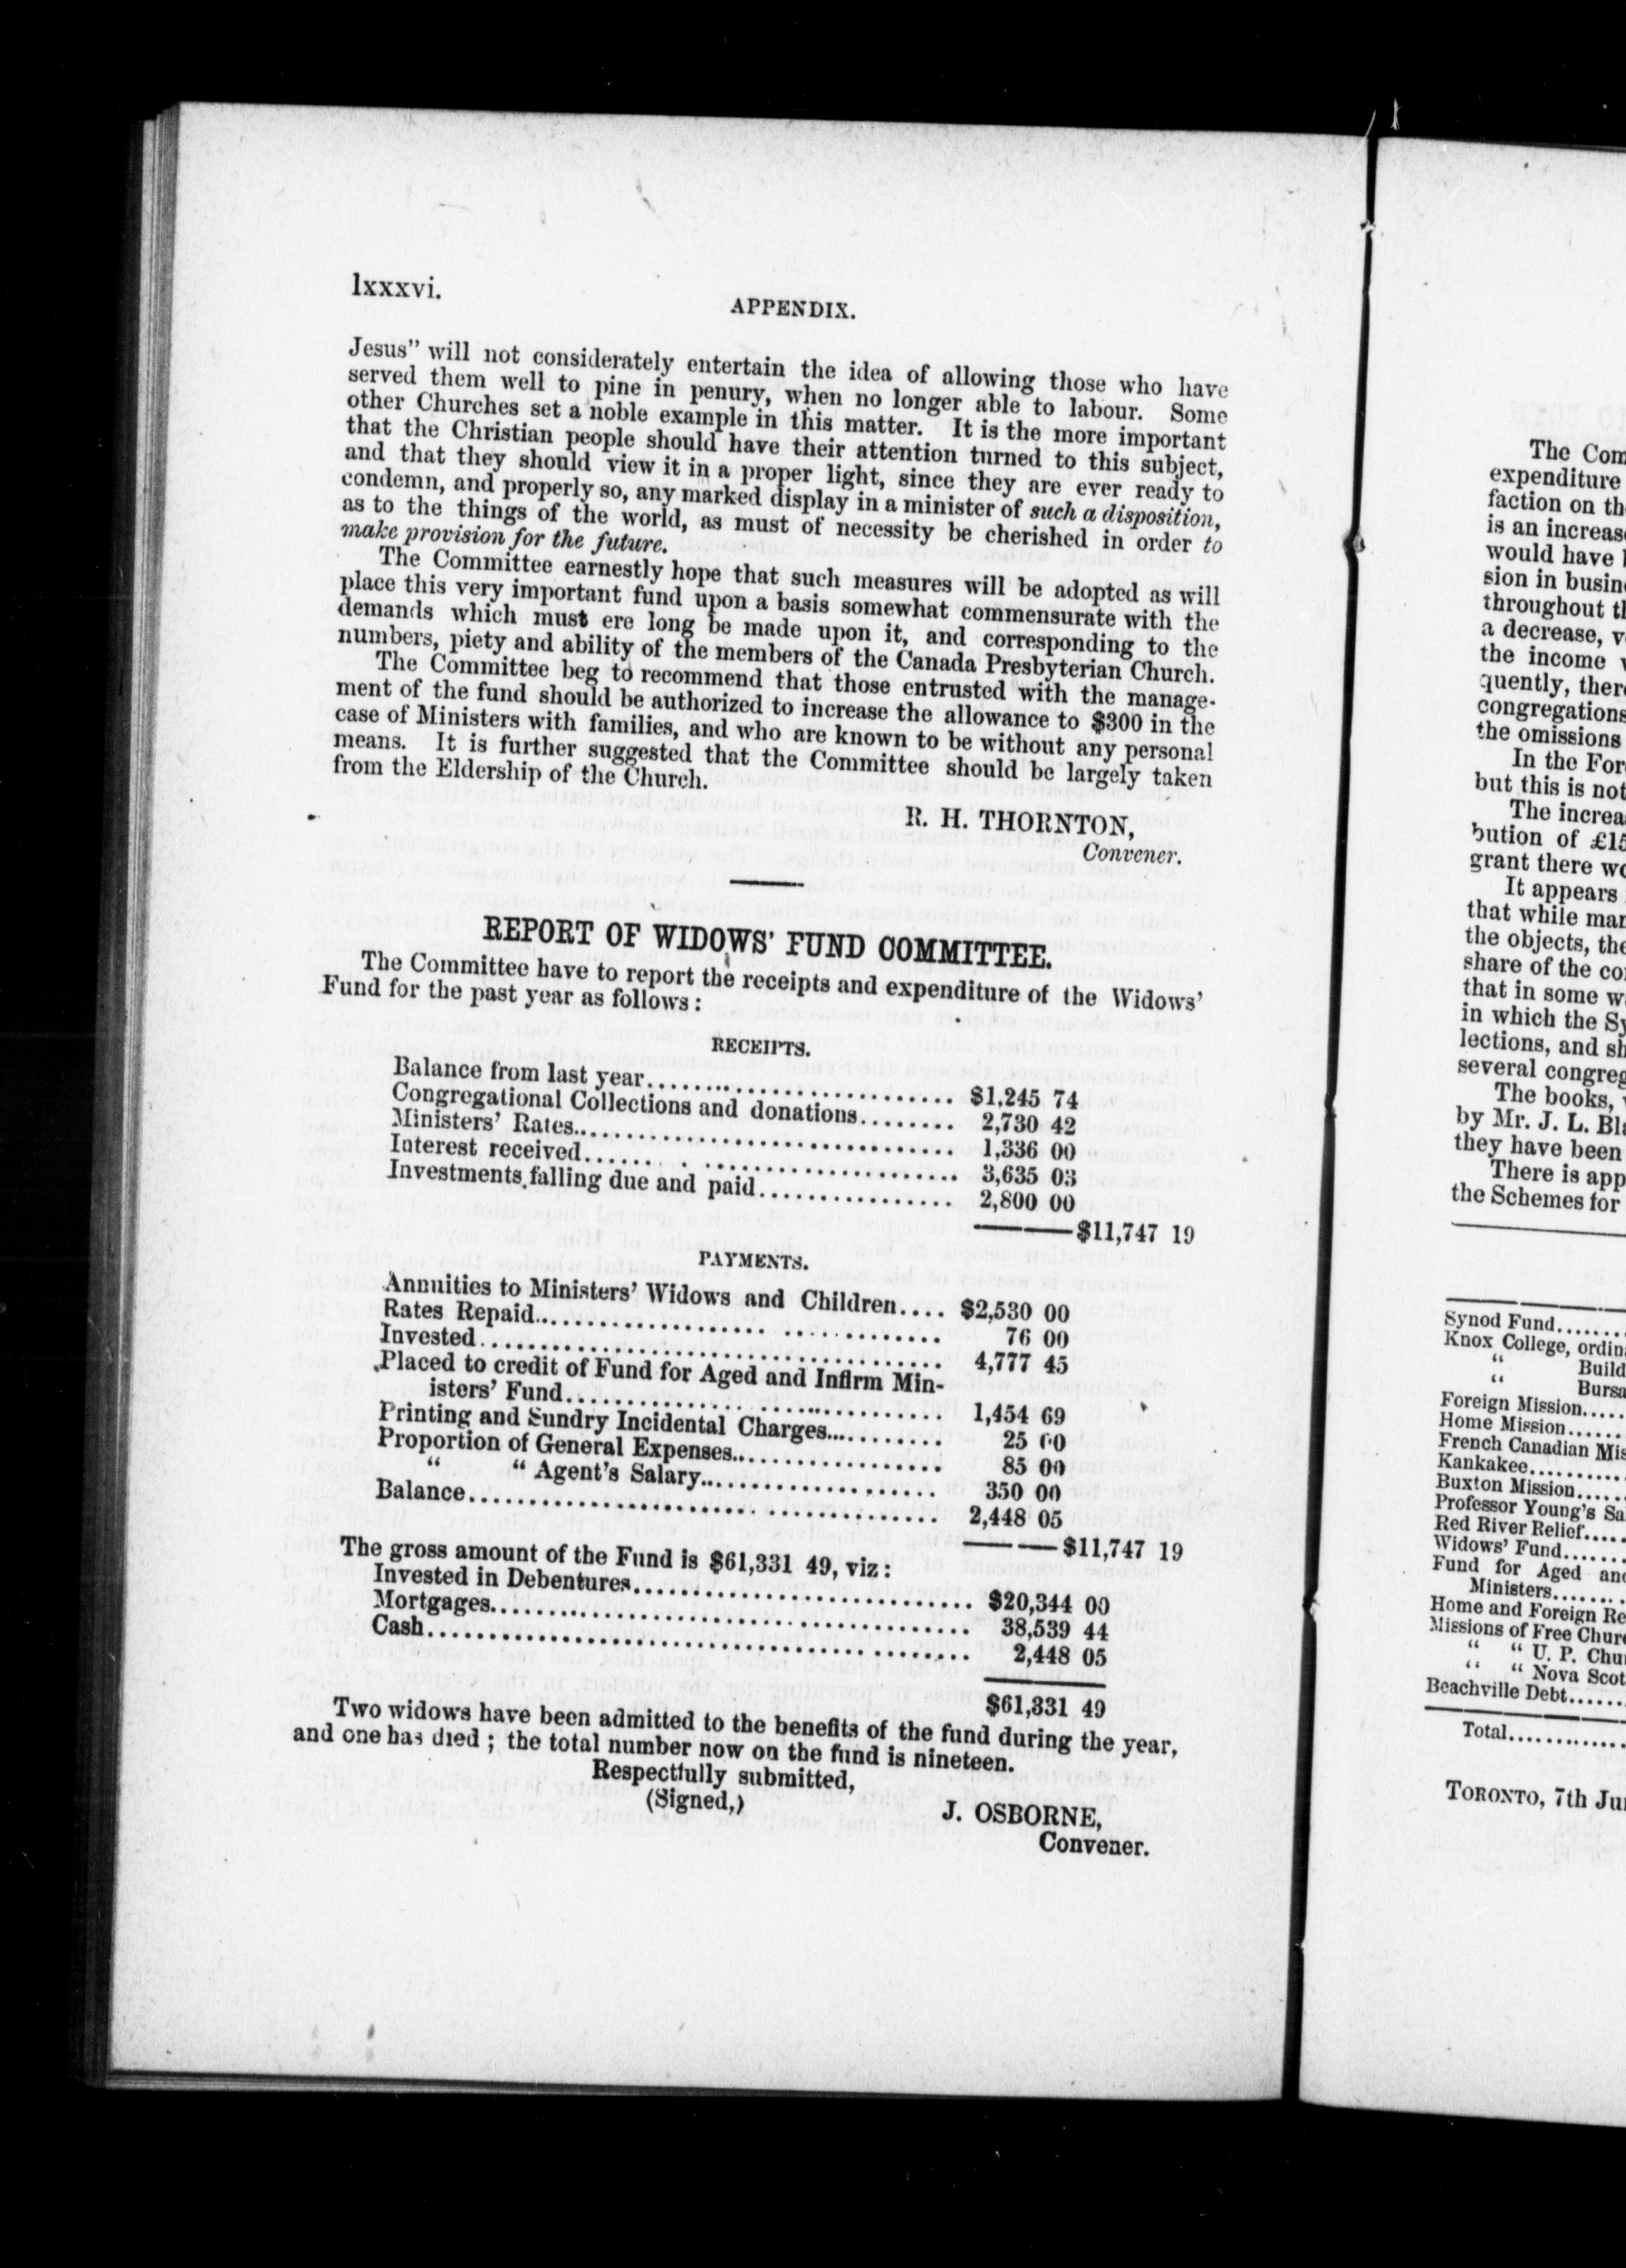 lxxxvi.
APPENDIX.
Jesus” will not considerately entertain the idea of allowing those who have
served them well to pine in penury, when no longer able to labour. Some
other Churches set a noble example in this matter. It is the more important
that the Christian people should have their attention turned to this subject,
and that they should view it in a proper light, since they are ever ready to
condemn, and properly so, any marked display in a minister of such a disposition,
as to the things of the world, as must of necessity be cherished in order to
make provision for the future.
The Committee earnestly hope that such measures will be adopted as will
place this very important fund upon a basis somewhat commensurate with the
demands which must ere long be made upon it, and corresponding to the
numbers, piety and ability of the members of the Canada Presbyterian Church.
The Committee beg to recommend that those entrusted with the manage-
ment of the fund should be authorized to increase the allowance to $300 in the
case of Ministers with families, and who are known to be without any personal
means. It is further suggested that the Committee should be largely taken
from the Eldership of the Church.
R. H. THORNTON,
Convener.
REPORT OF WIDOWS’ FUND COMMITTEE.
The Committee have to report the receipts and expenditure of the Widows’
Fund for the past year as follows:
RECEIPTS.
Balance from last year.......... $1,245 74
Congregational Collections and donations........ 2,730 42
Ministers’ Rates.......... 1,336 00
Interest received.......... 3,635 03
Investments falling due and paid.......... 2,800 00
$11,747 19
PAYMENTS.
Annuities to Ministers’ Widows and Children.... $2,530 00
Rates Repaid.......... 76 00
Invested.......... 4,777 45
Placed to credit of Fund for Aged and Infirm Min-
isters’ Fund.......... 1,454 69
Printing and Sundry Incidental Charges.......... 25 00
Proportion of General Expenses.......... 85 00
“ “ Agent’s Salary.......... 350 00
Balance.......... 2,448 05
$11,747 19
The gross amount of the Fund is $61,331 49, viz:
Invested in Debentures.......... $20,344 00
Mortgages.......... 38,539 44
Cash.......... 2,448 05
$61,331 49
Two widows have been admitted to the benefits of the fund during the year,
and one has died; the total number now on the fund is nineteen.
Respectfully submitted,
(Signed,)
J. OSBORNE,
Convener.
The Com
expenditure
faction on th
is an increas
would have
sion in busin
throughout t
a decrease, v
the income
quently, ther
congregations
the omissions
In the For
but this is not
The increa
bution of £15
grant there wo
It appears
that while mar
the objects, the
share of the co
that in some w
in which the Sy
lections, and sh
several congreg
The books,
by Mr. J. L. Bla
they have been
There is app
the Schemes for
Synod Fund.......
Knox College, ordin
“ Build
“ Bursa
Foreign Mission.....
Home Mission.......
French Canadian Mis
Kankakee..........
Buxton Mission......
Professor Young’s Sa
Red River Relief.....
Widows’ Fund.......
Fund for Aged and
Ministers........
Home and Foreign Re
Missions of Free Churc
“ “ U. P. Chu
“ “ Nova Scot
Beachville Debt......
Total.............
TORONTO, 7th Ju